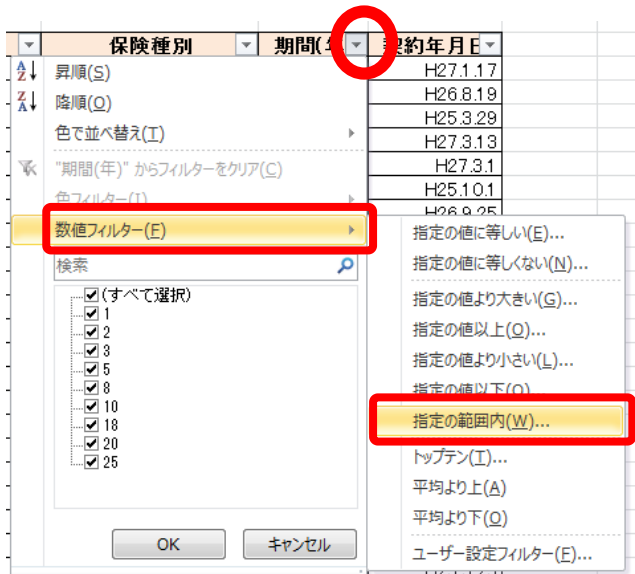 保険種別 期間(年 契約年月日
昇順(S)
降順(O)
色で並べ替え(T)
"期間(年)" からフィルターをクリア(C)
色フィルター(I)
数値フィルター(F)
検索
(すべて選択)
1
2
3
5
8
10
18
20
25
OK キャンセル
H27.1.17
H26.8.19
H25.3.29
H27.3.13
H27.3.1
H25.10.1
H26.9.25
指定の値に等しい(E)...
指定の値に等しくない(N)...
指定の値より大きい(G)...
指定の値以上(O)...
指定の値より小さい(L)...
指定の値以下(Q)
指定の範囲内(W)...
トップテン(T)...
平均より上(A)
平均より下(O)
ユーザー設定フィルター(F)...